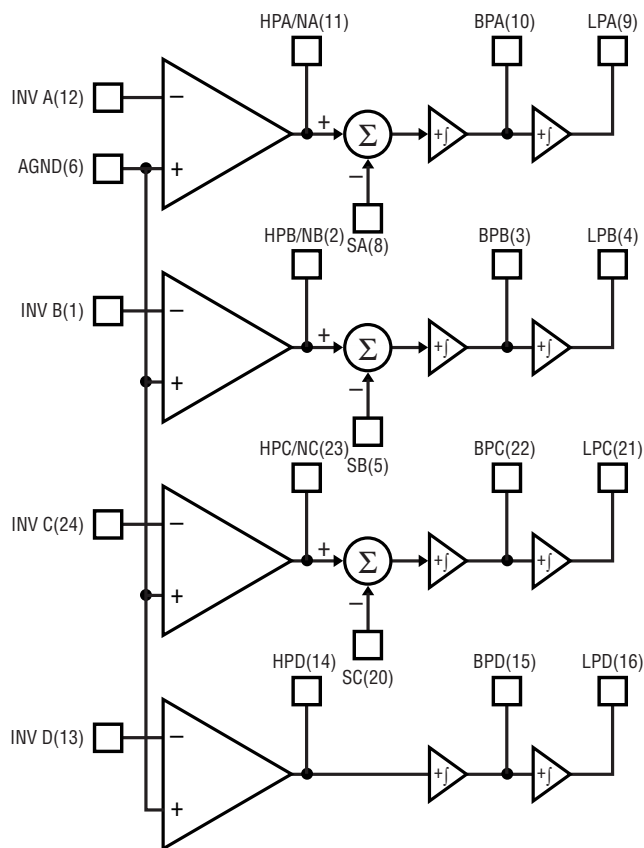 HPA/NA(11) BPA(10) LPA(9)
INV A(12) −
+ Σ +∫ +∫
AGND(6) +
−
SA(8)
HPB/NB(2) BPB(3) LPB(4)
INV B(1) −
+ Σ +∫ +∫
+
−
SB(5)
HPC/NC(23) BPC(22) LPC(21)
INV C(24) −
+ Σ +∫ +∫
+
−
SC(20)
HPD(14) BPD(15) LPD(16)
INV D(13) −
+∫ +∫
+